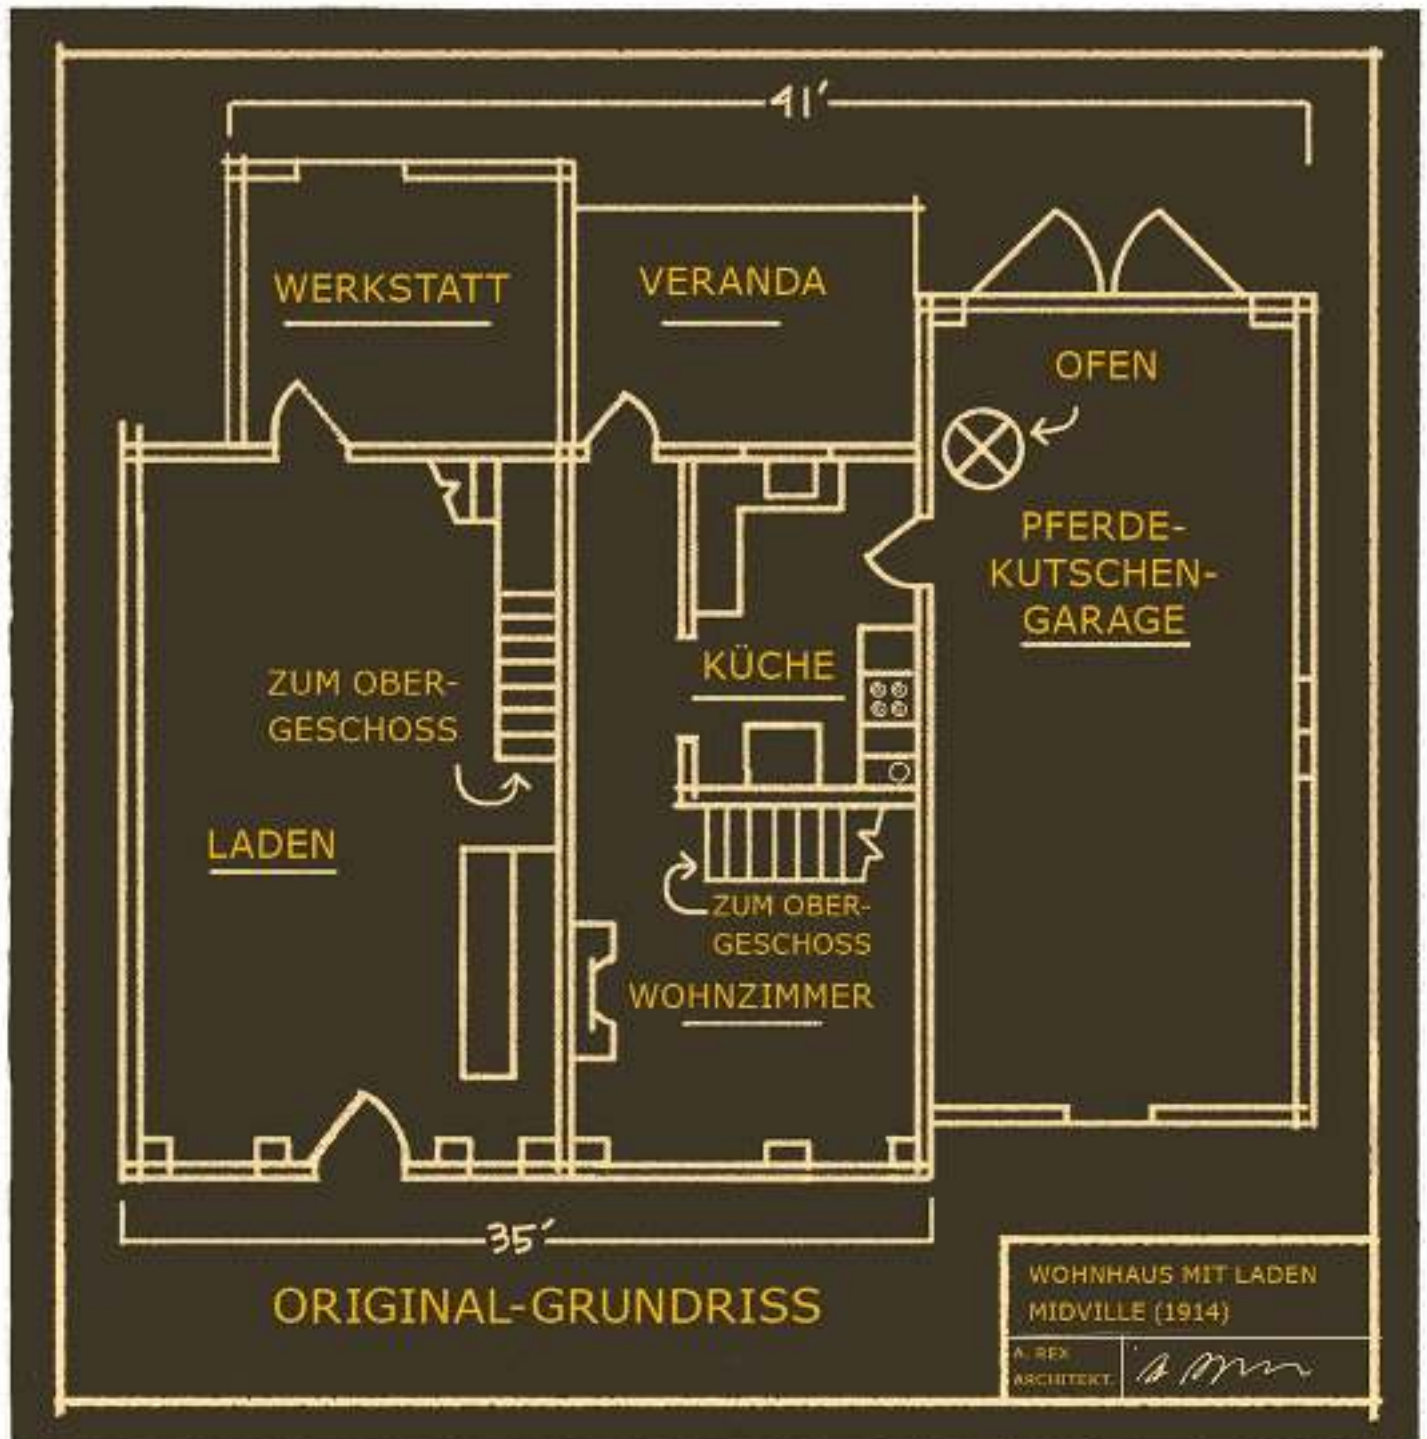 41′
WERKSTATT
VERANDA
OFEN
PFERDE-
KUTSCHEN-
GARAGE
KÜCHE
ZUM OBER-
GESCHOSS
LADEN
ZUM OBER-
GESCHOSS
WOHNZIMMER
35′
ORIGINAL-GRUNDRISS
WOHNHAUS MIT LADEN
MIDVILLE (1914)
A. REX
ARCHITEKT.